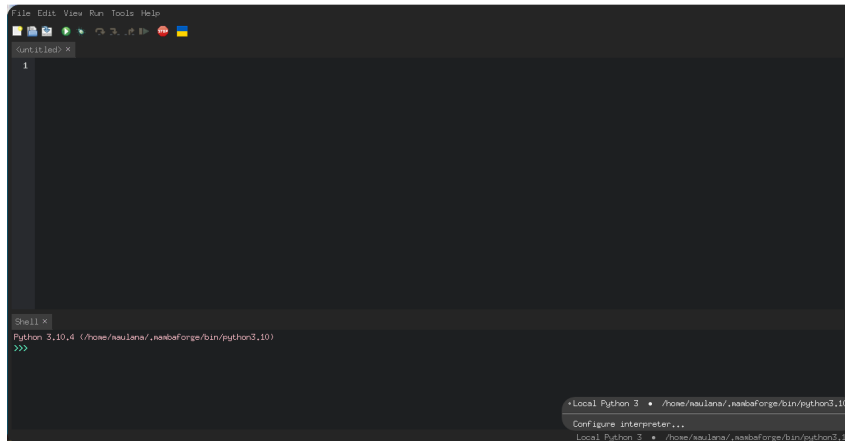 File Edit View Run Tools Help
STOP
<untitled> ×
1
Shell ×
Python 3.10.4 (/home/maulana/.mambaforge/bin/python3.10)
>>>
•Local Python 3 • /home/maulana/.mambaforge/bin/python3.10
Configure interpreter...
Local Python 3 • /home/maulana/.mambaforge/bin/python3.1